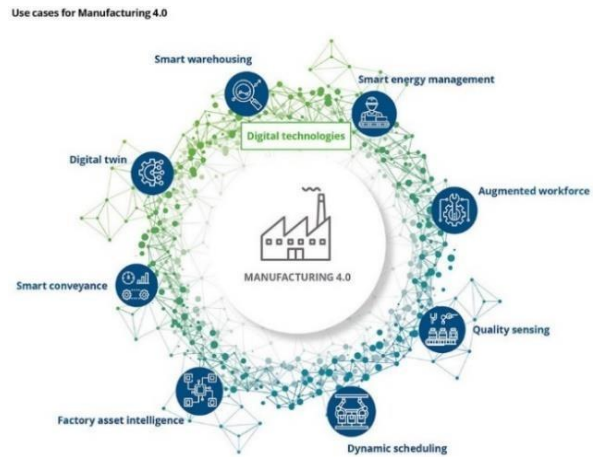 Use cases for Manufacturing 4.0
Smart warehousing
Smart energy management
Digital technologies
Digital twin
Augmented workforce
MANUFACTURING 4.0
Smart conveyance
Quality sensing
Factory asset intelligence
Dynamic scheduling